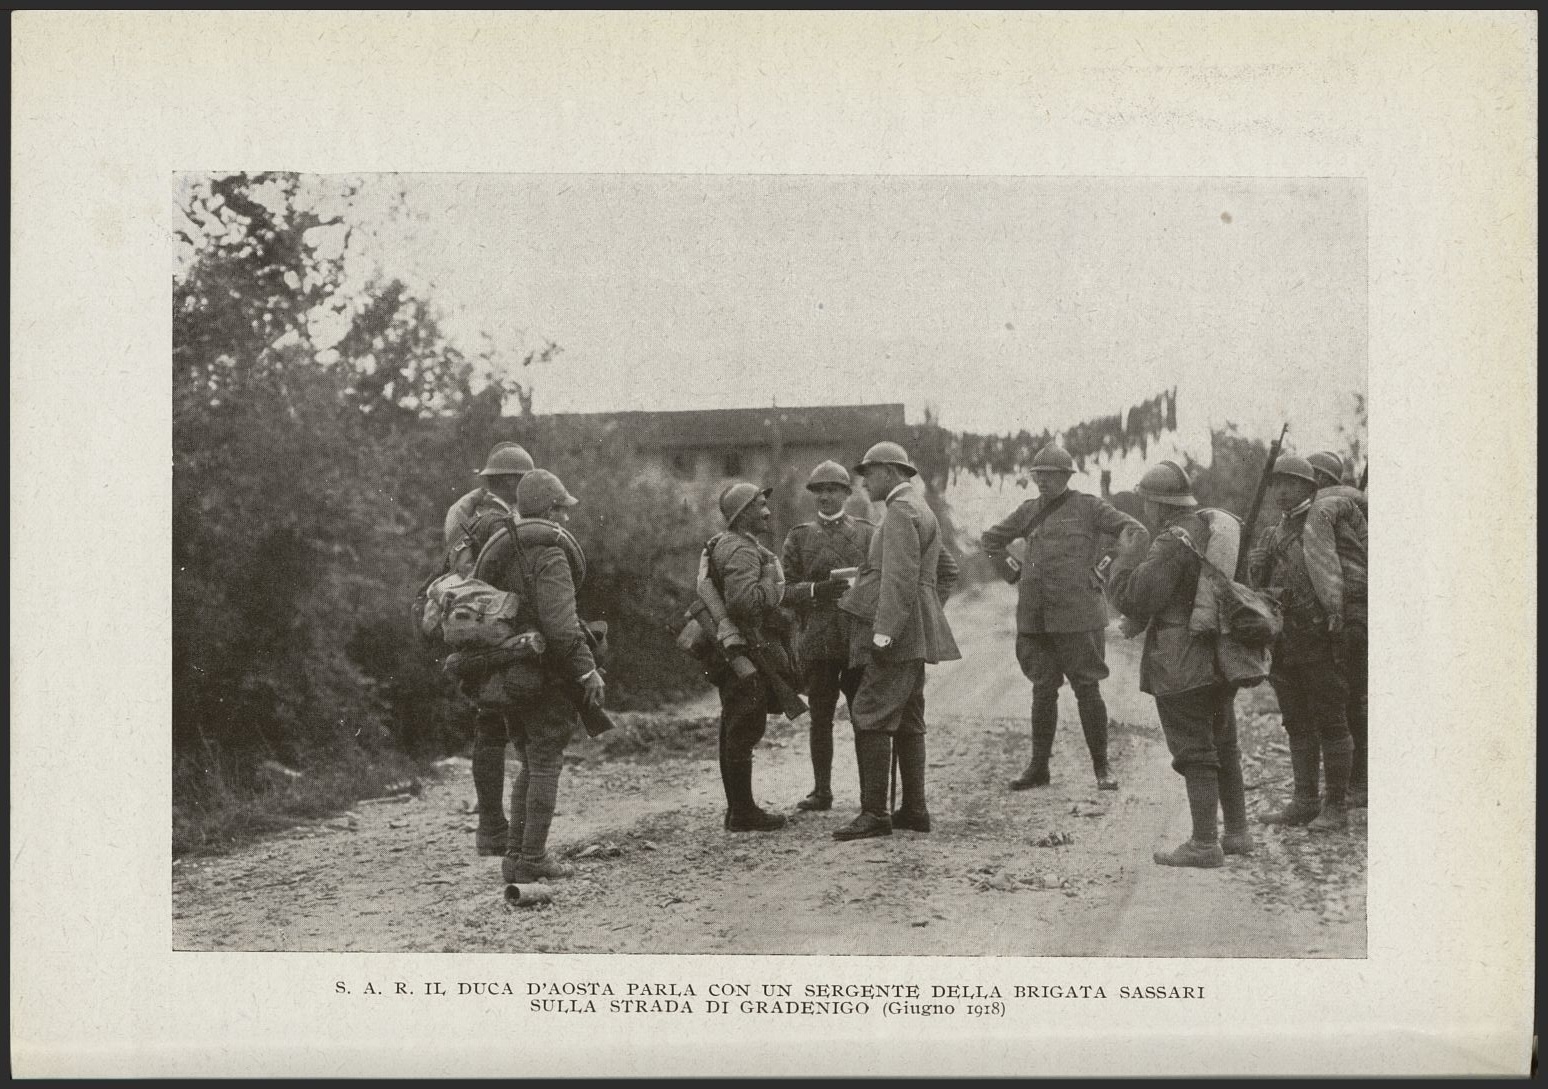 S. A. R. IL DUCA D'AOSTA PARLA CON UN SERGENTE DELLA BRIGATA SASSARI
SULLA STRADA DI GRADENIGO (Giugno 1918)